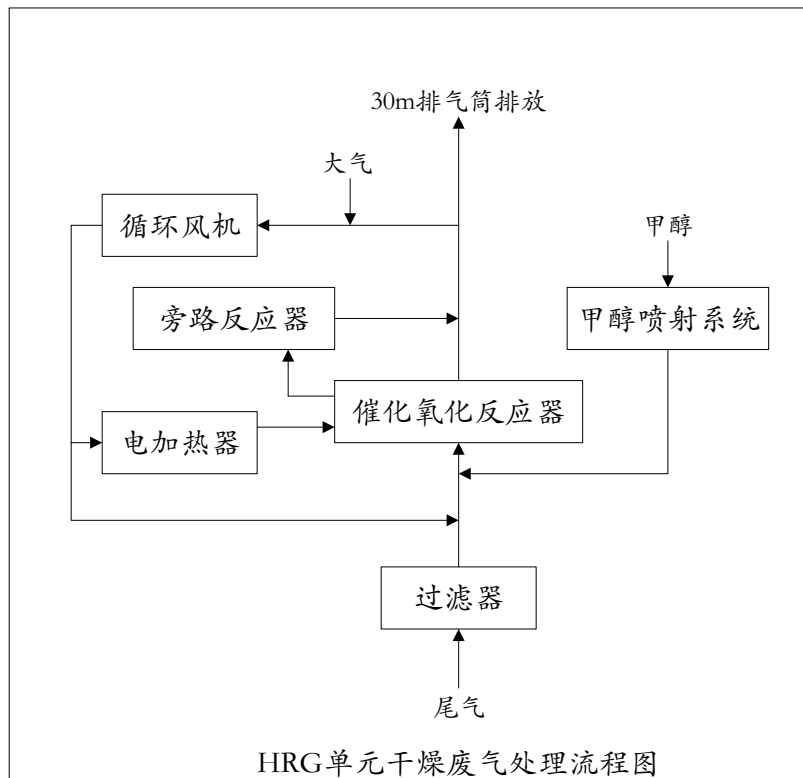 30m排气筒排放
大气
循环风机
甲醇
旁路反应器
甲醇喷射系统
催化氧化反应器
电加热器
过滤器
尾气
HRG单元干燥废气处理流程图